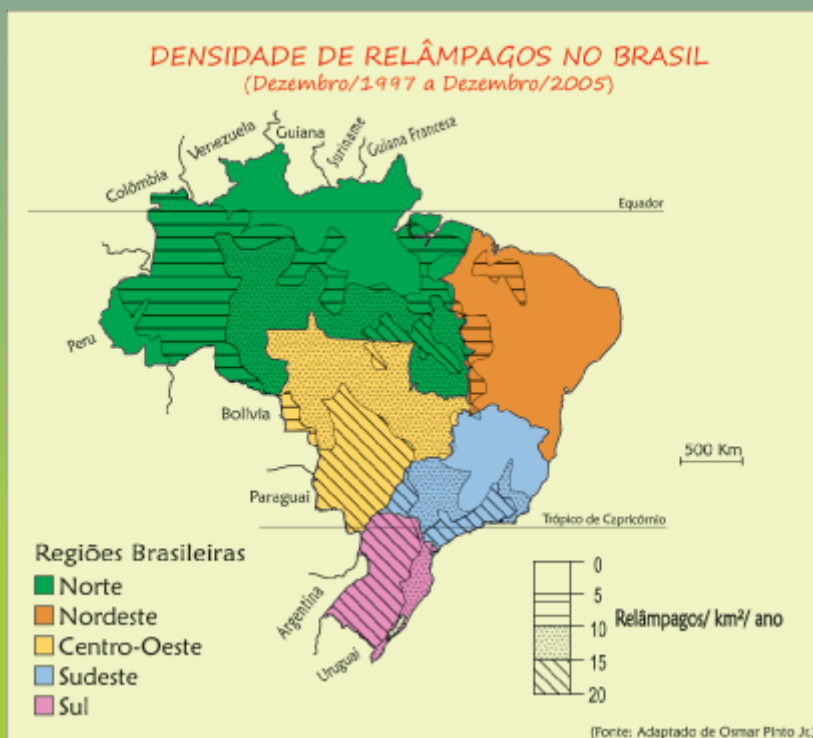 DENSIDADE DE RELÂMPAGOS NO BRASIL
(Dezembro/1997 a Dezembro/2005)
Colômbia
Venezuela
Guiana
Suriname
Guiana Francesa
Equador
Peru
Bolívia
500 Km
Paraguai
Trópico de Capricórnio
Argentina
Uruguai
Regiões Brasileiras
Norte
Nordeste
Centro-Oeste
Sudeste
Sul
0
5
10
15
20
Relâmpagos/ km²/ ano
(Fonte: Adaptado de Osmar Pinto Jr.)